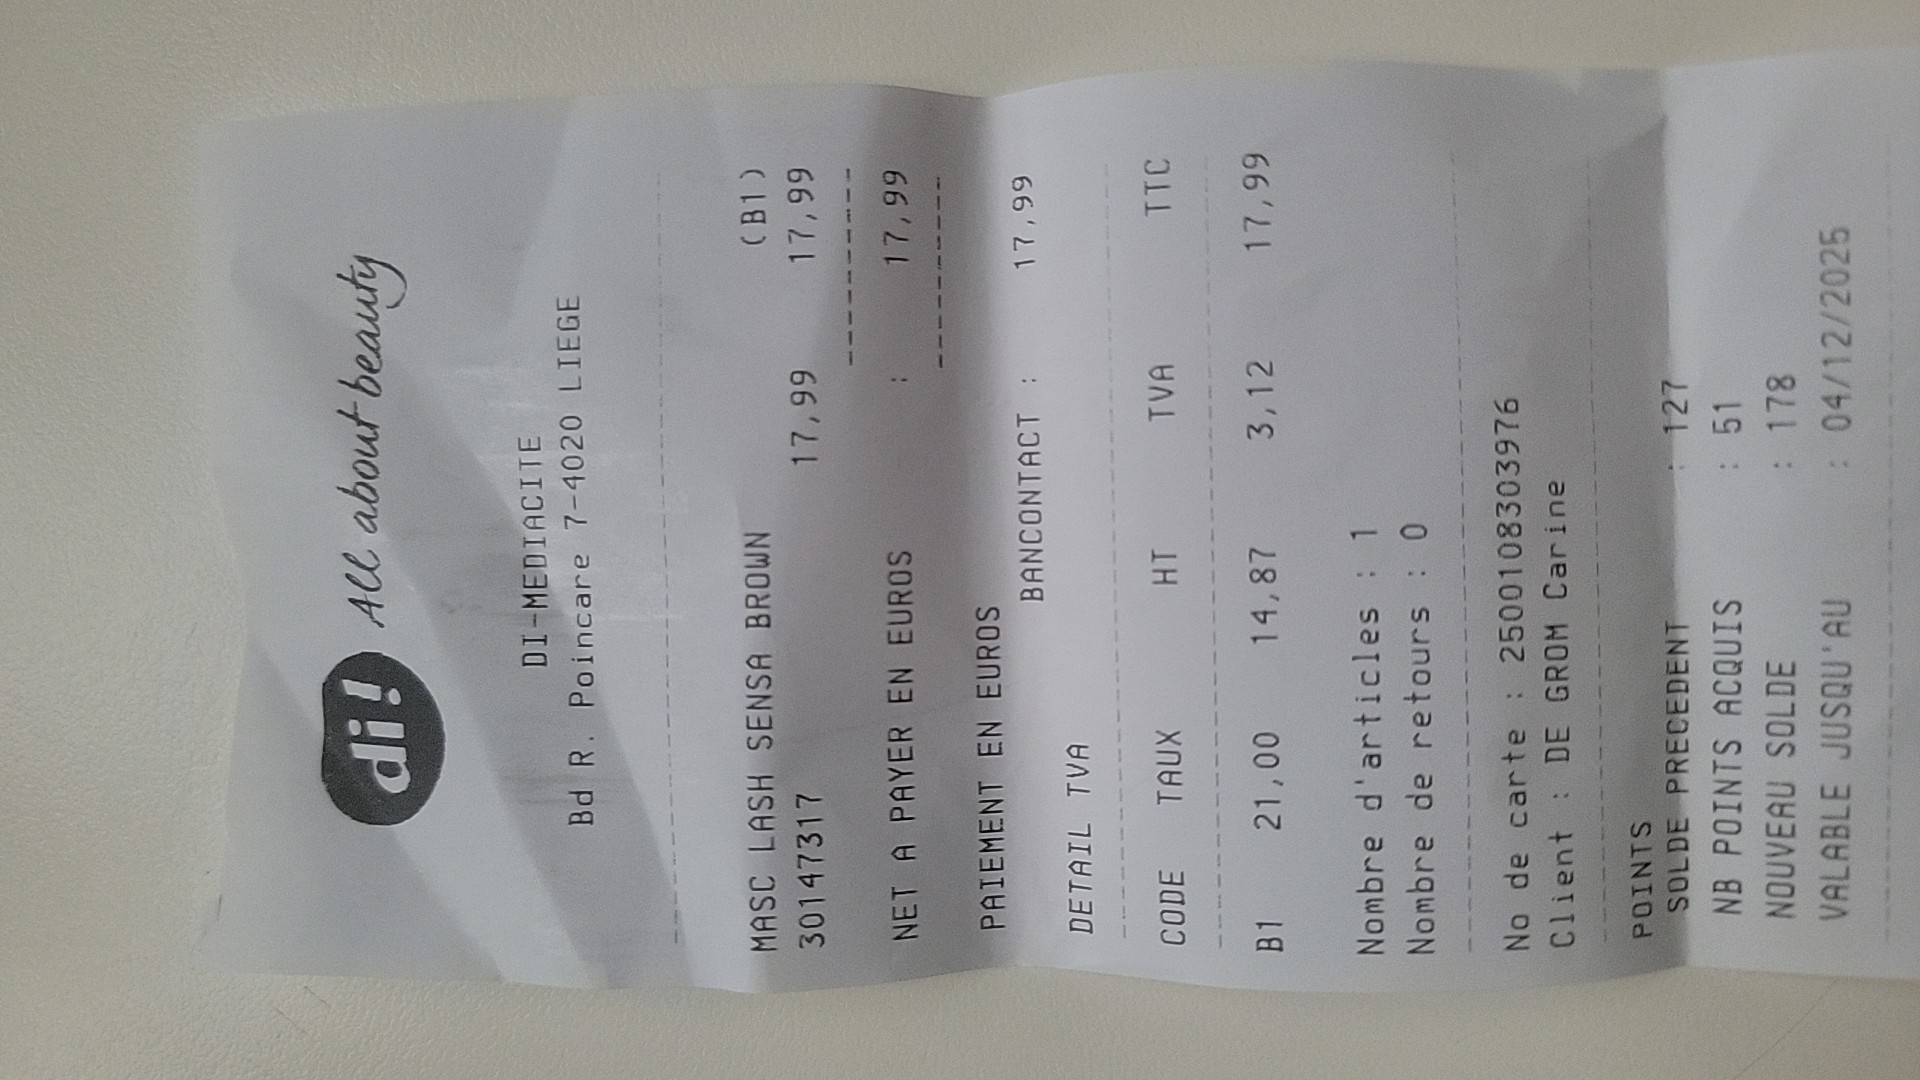 di! All about beauty
DI-MEDIACITE
Bd R. Poincare 7-4020 LIEGE
MASC LASH SENSA BROWN (B1)
30147317 17,99 17,99
NET A PAYER EN EUROS : 17,99
PAIEMENT EN EUROS
BANCONTACT : 17,99
DETAIL TVA
CODE TAUX HT TVA TTC
B1 21,00 14,87 3,12 17,99
Nombre d'articles : 1
Nombre de retours : 0
No de carte : 2500108303976
Client : DE GROM Carine
POINTS
SOLDE PRECEDENT : 127
NB POINTS ACQUIS : 51
NOUVEAU SOLDE : 178
VALABLE JUSQU'AU : 04/12/2025